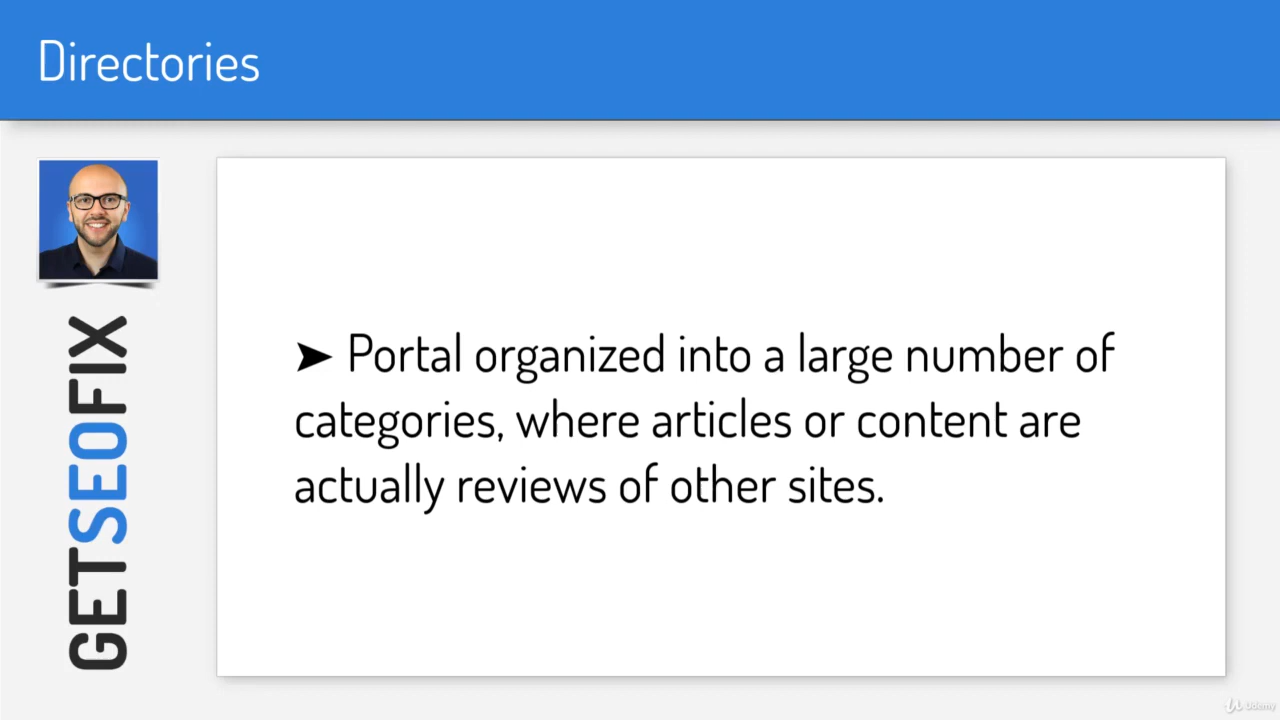 Directories
GETSEOFIX
➤ Portal organized into a large number of
categories, where articles or content are
actually reviews of other sites.
Udemy